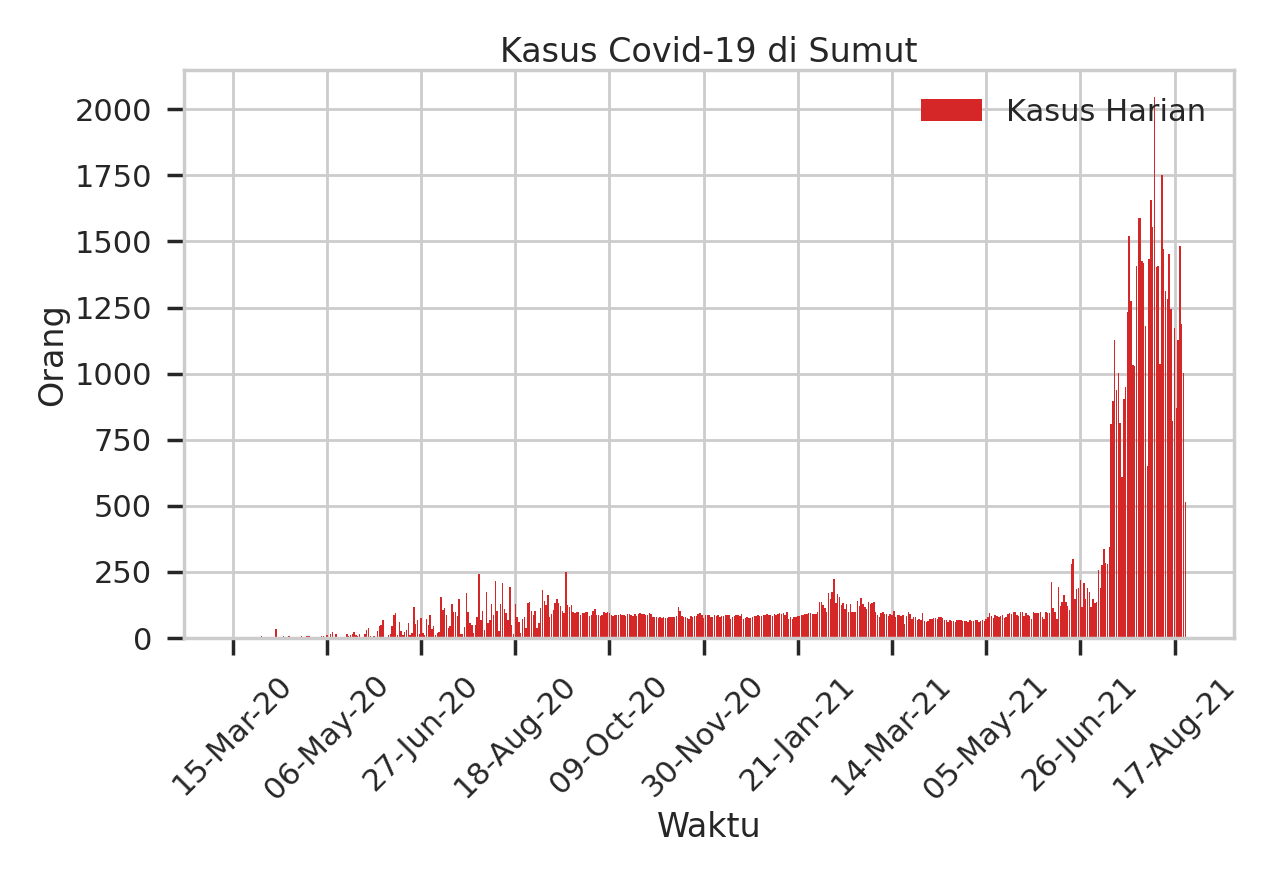 Kasus Covid-19 di Sumut
Kasus Harian
Orang
2000
1750
1500
1250
1000
750
500
250
0
15-Mar-20
06-May-20
27-Jun-20
18-Aug-20
09-Oct-20
30-Nov-20
21-Jan-21
14-Mar-21
05-May-21
26-Jun-21
17-Aug-21
Waktu